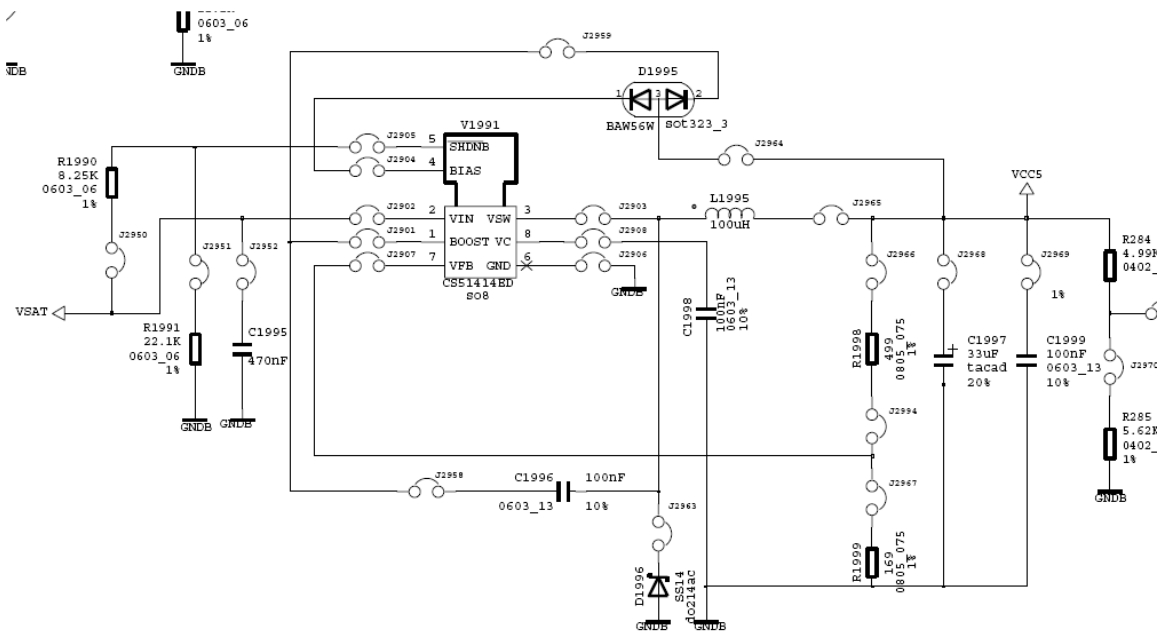 0603_06
1%
GNDB
J2959
D1995
1
3
2
BAW56W
sot323_3
V1991
J2905
5
SHDNB
J2904
4
BIAS
J2964
R1990
8.25K
0603_06
1%
VCC5
J2902
2
VIN
VSW
3
J2903
L1995
100uH
J2965
J2901
1
BOOST
VC
8
J2908
J2907
7
VFB
GND
6
J2906
CS51414ED
SO8
GNDB
J2950
J2951
J2952
J2966
J2968
J2969
1%
R284
4.99K
0402_
VSAT
R1991
22.1K
0603_06
1%
C1995
470nF
GNDB
GNDB
C1998
100nF
0603_13
10%
R1998
499
0805_075
1%
C1997
33uF
tacad
20%
C1999
100nF
0603_13
10%
J2970
J2994
R285
5.62K
0402_
1%
GNDB
J2958
C1996
100nF
0603_13
10%
J2963
J2967
R1999
169
0805_075
1%
D1996
SS14
do214ac
GNDB
GNDB